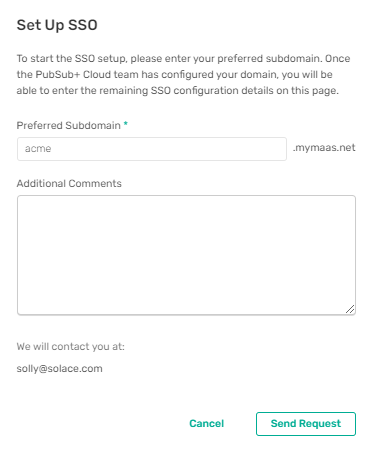 Set Up SSO
To start the SSO setup, please enter your preferred subdomain. Once
the PubSub+ Cloud team has configured your domain, you will be
able to enter the remaining SSO configuration details on this page.
Preferred Subdomain *
acme .mymaas.net
Additional Comments
We will contact you at:
solly@solace.com
Cancel Send Request